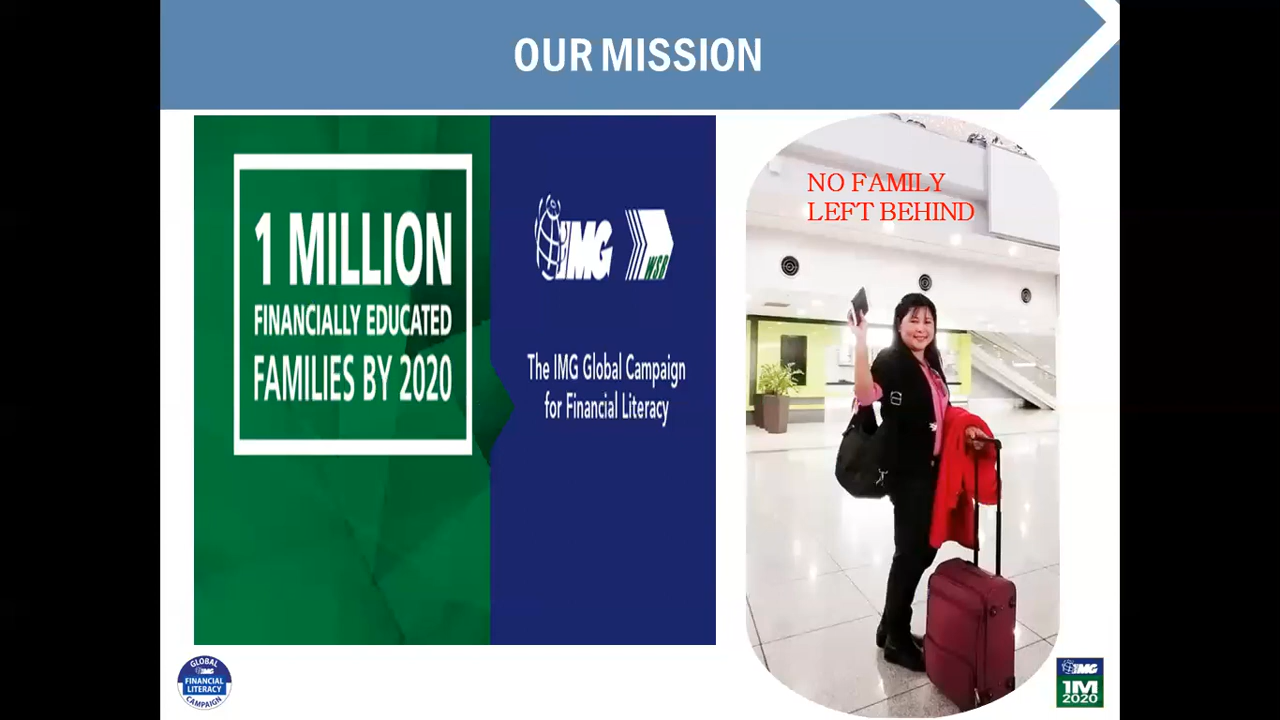 OUR MISSION
1 MILLION
FINANCIALLY EDUCATED
FAMILIES BY 2020
IMG WSB
The IMG Global Campaign
for Financial Literacy
NO FAMILY
LEFT BEHIND
GLOBAL
IMG
FINANCIAL
LITERACY
CAMPAIGN
IMG
1M
2020